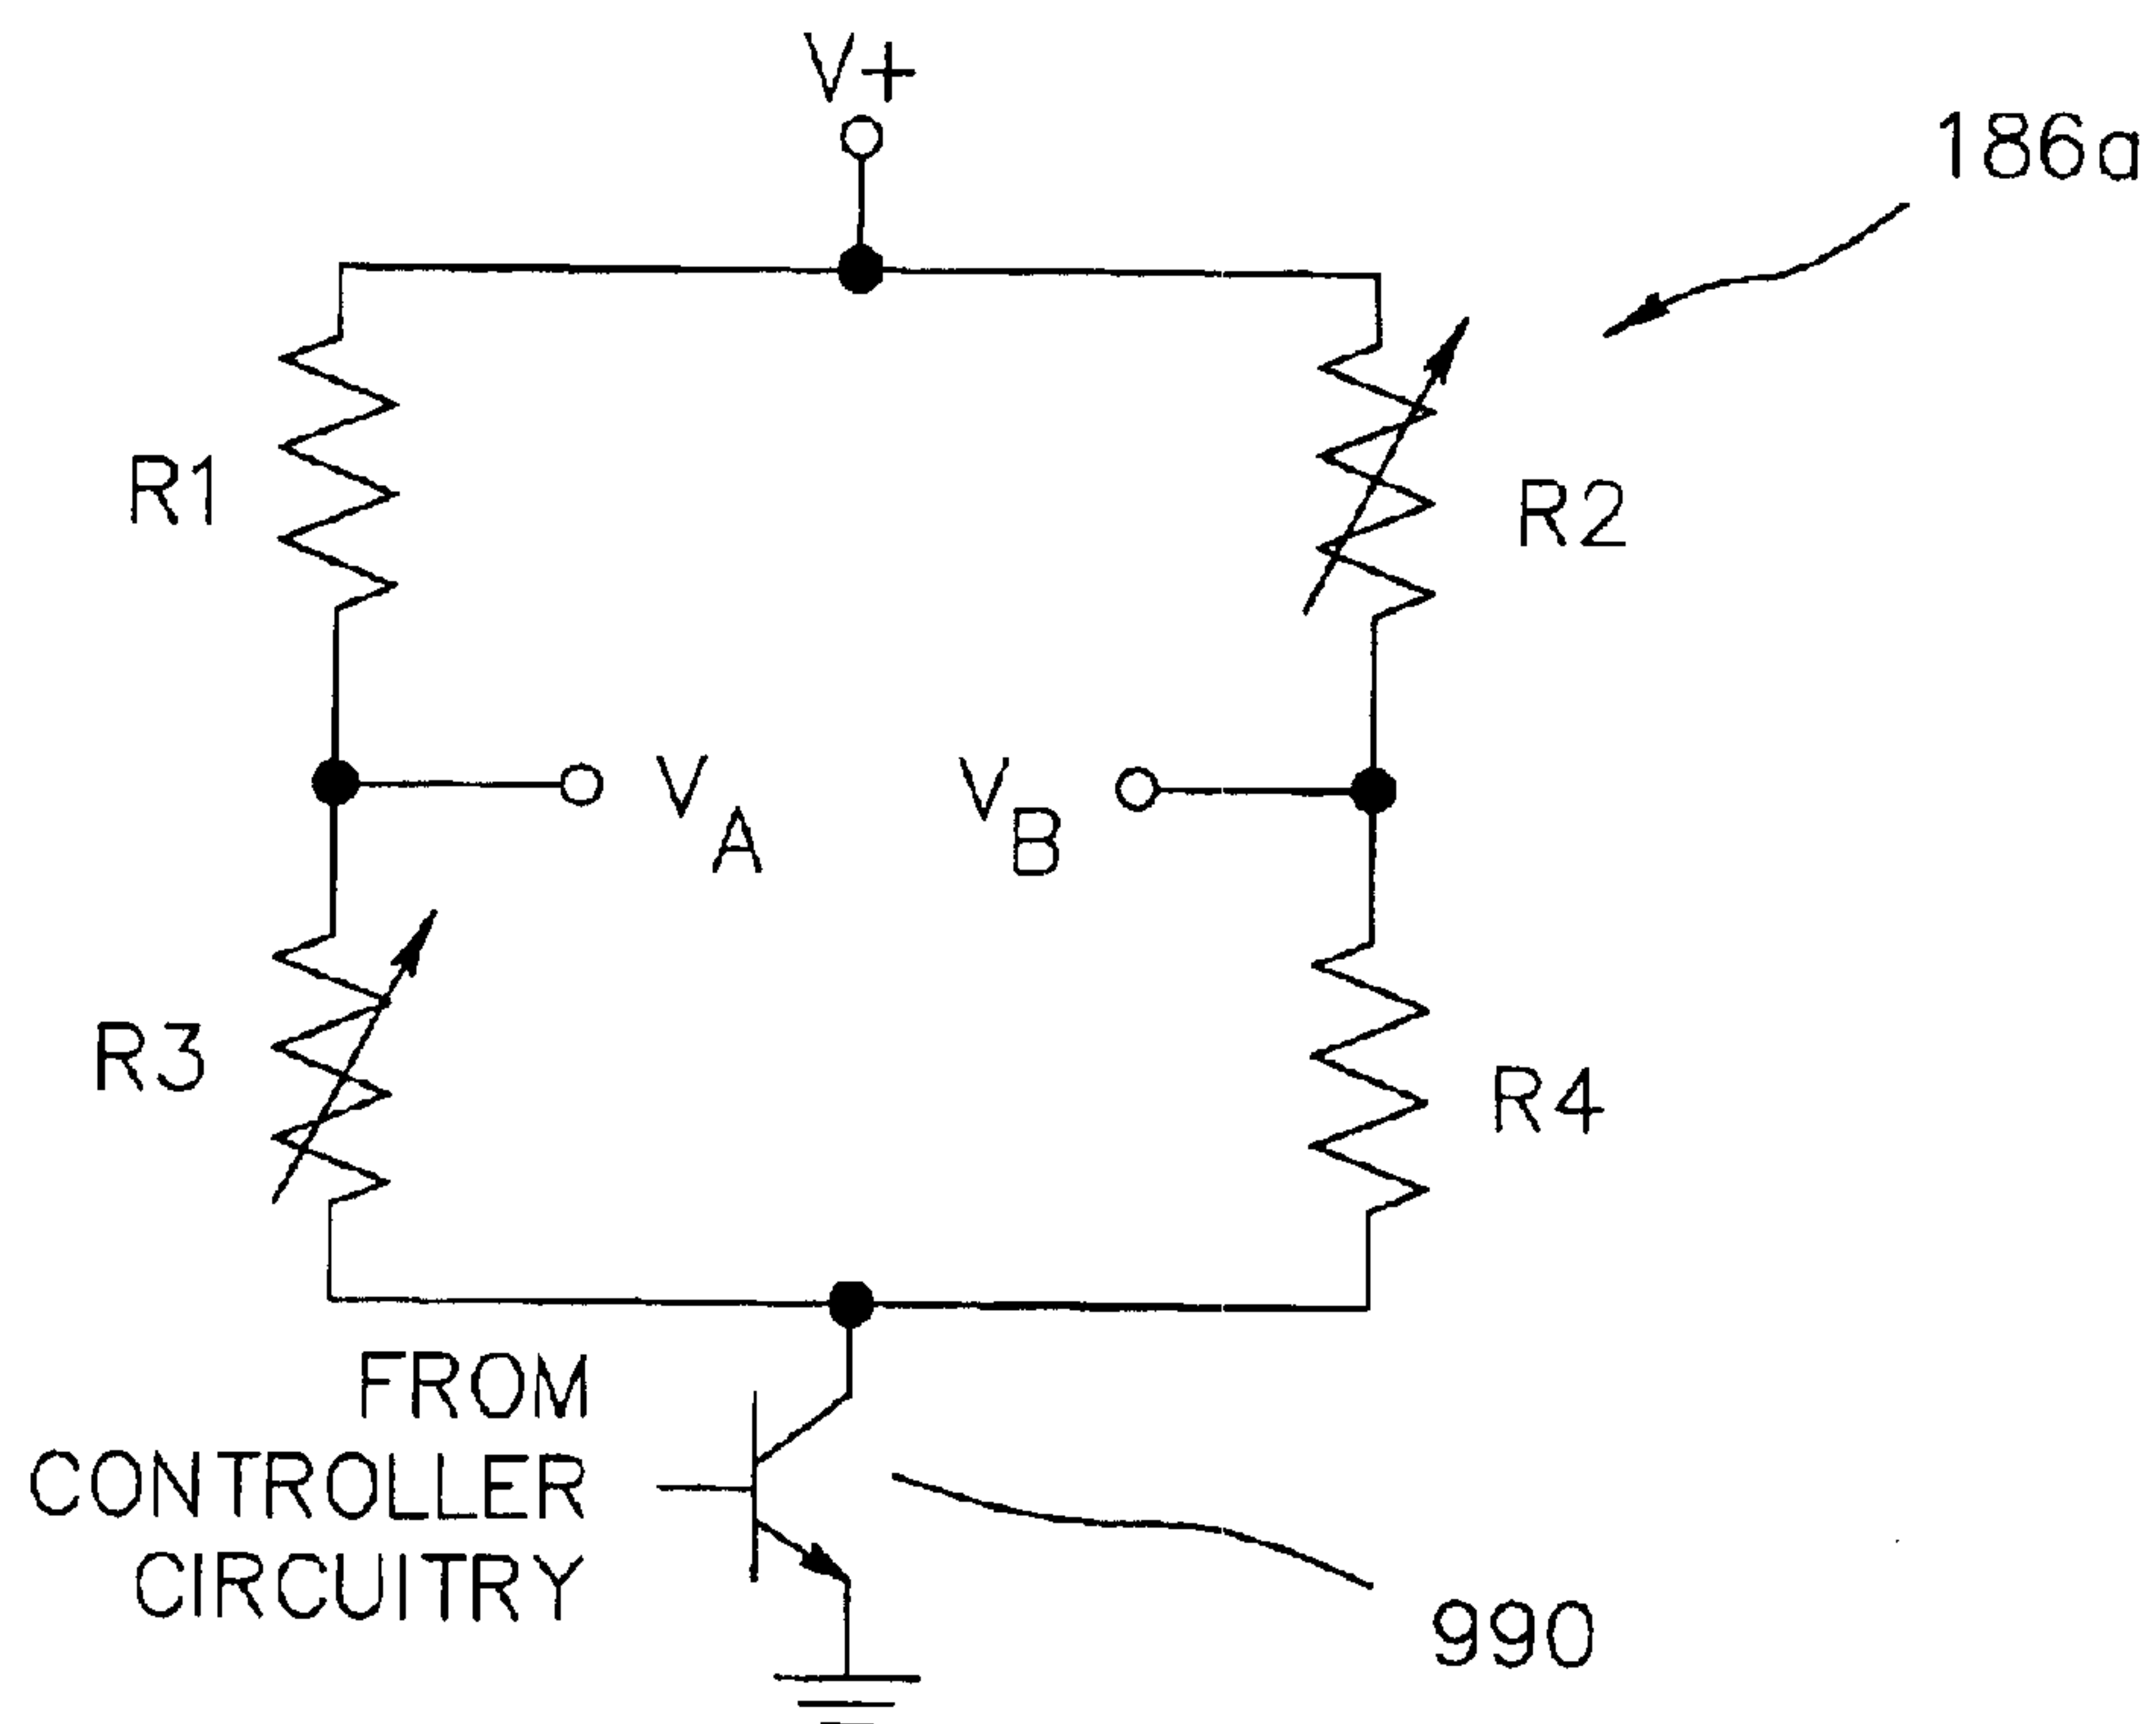 V+
186a
R1
R2
VA
VB
R3
R4
FROM
CONTROLLER
CIRCUITRY
990